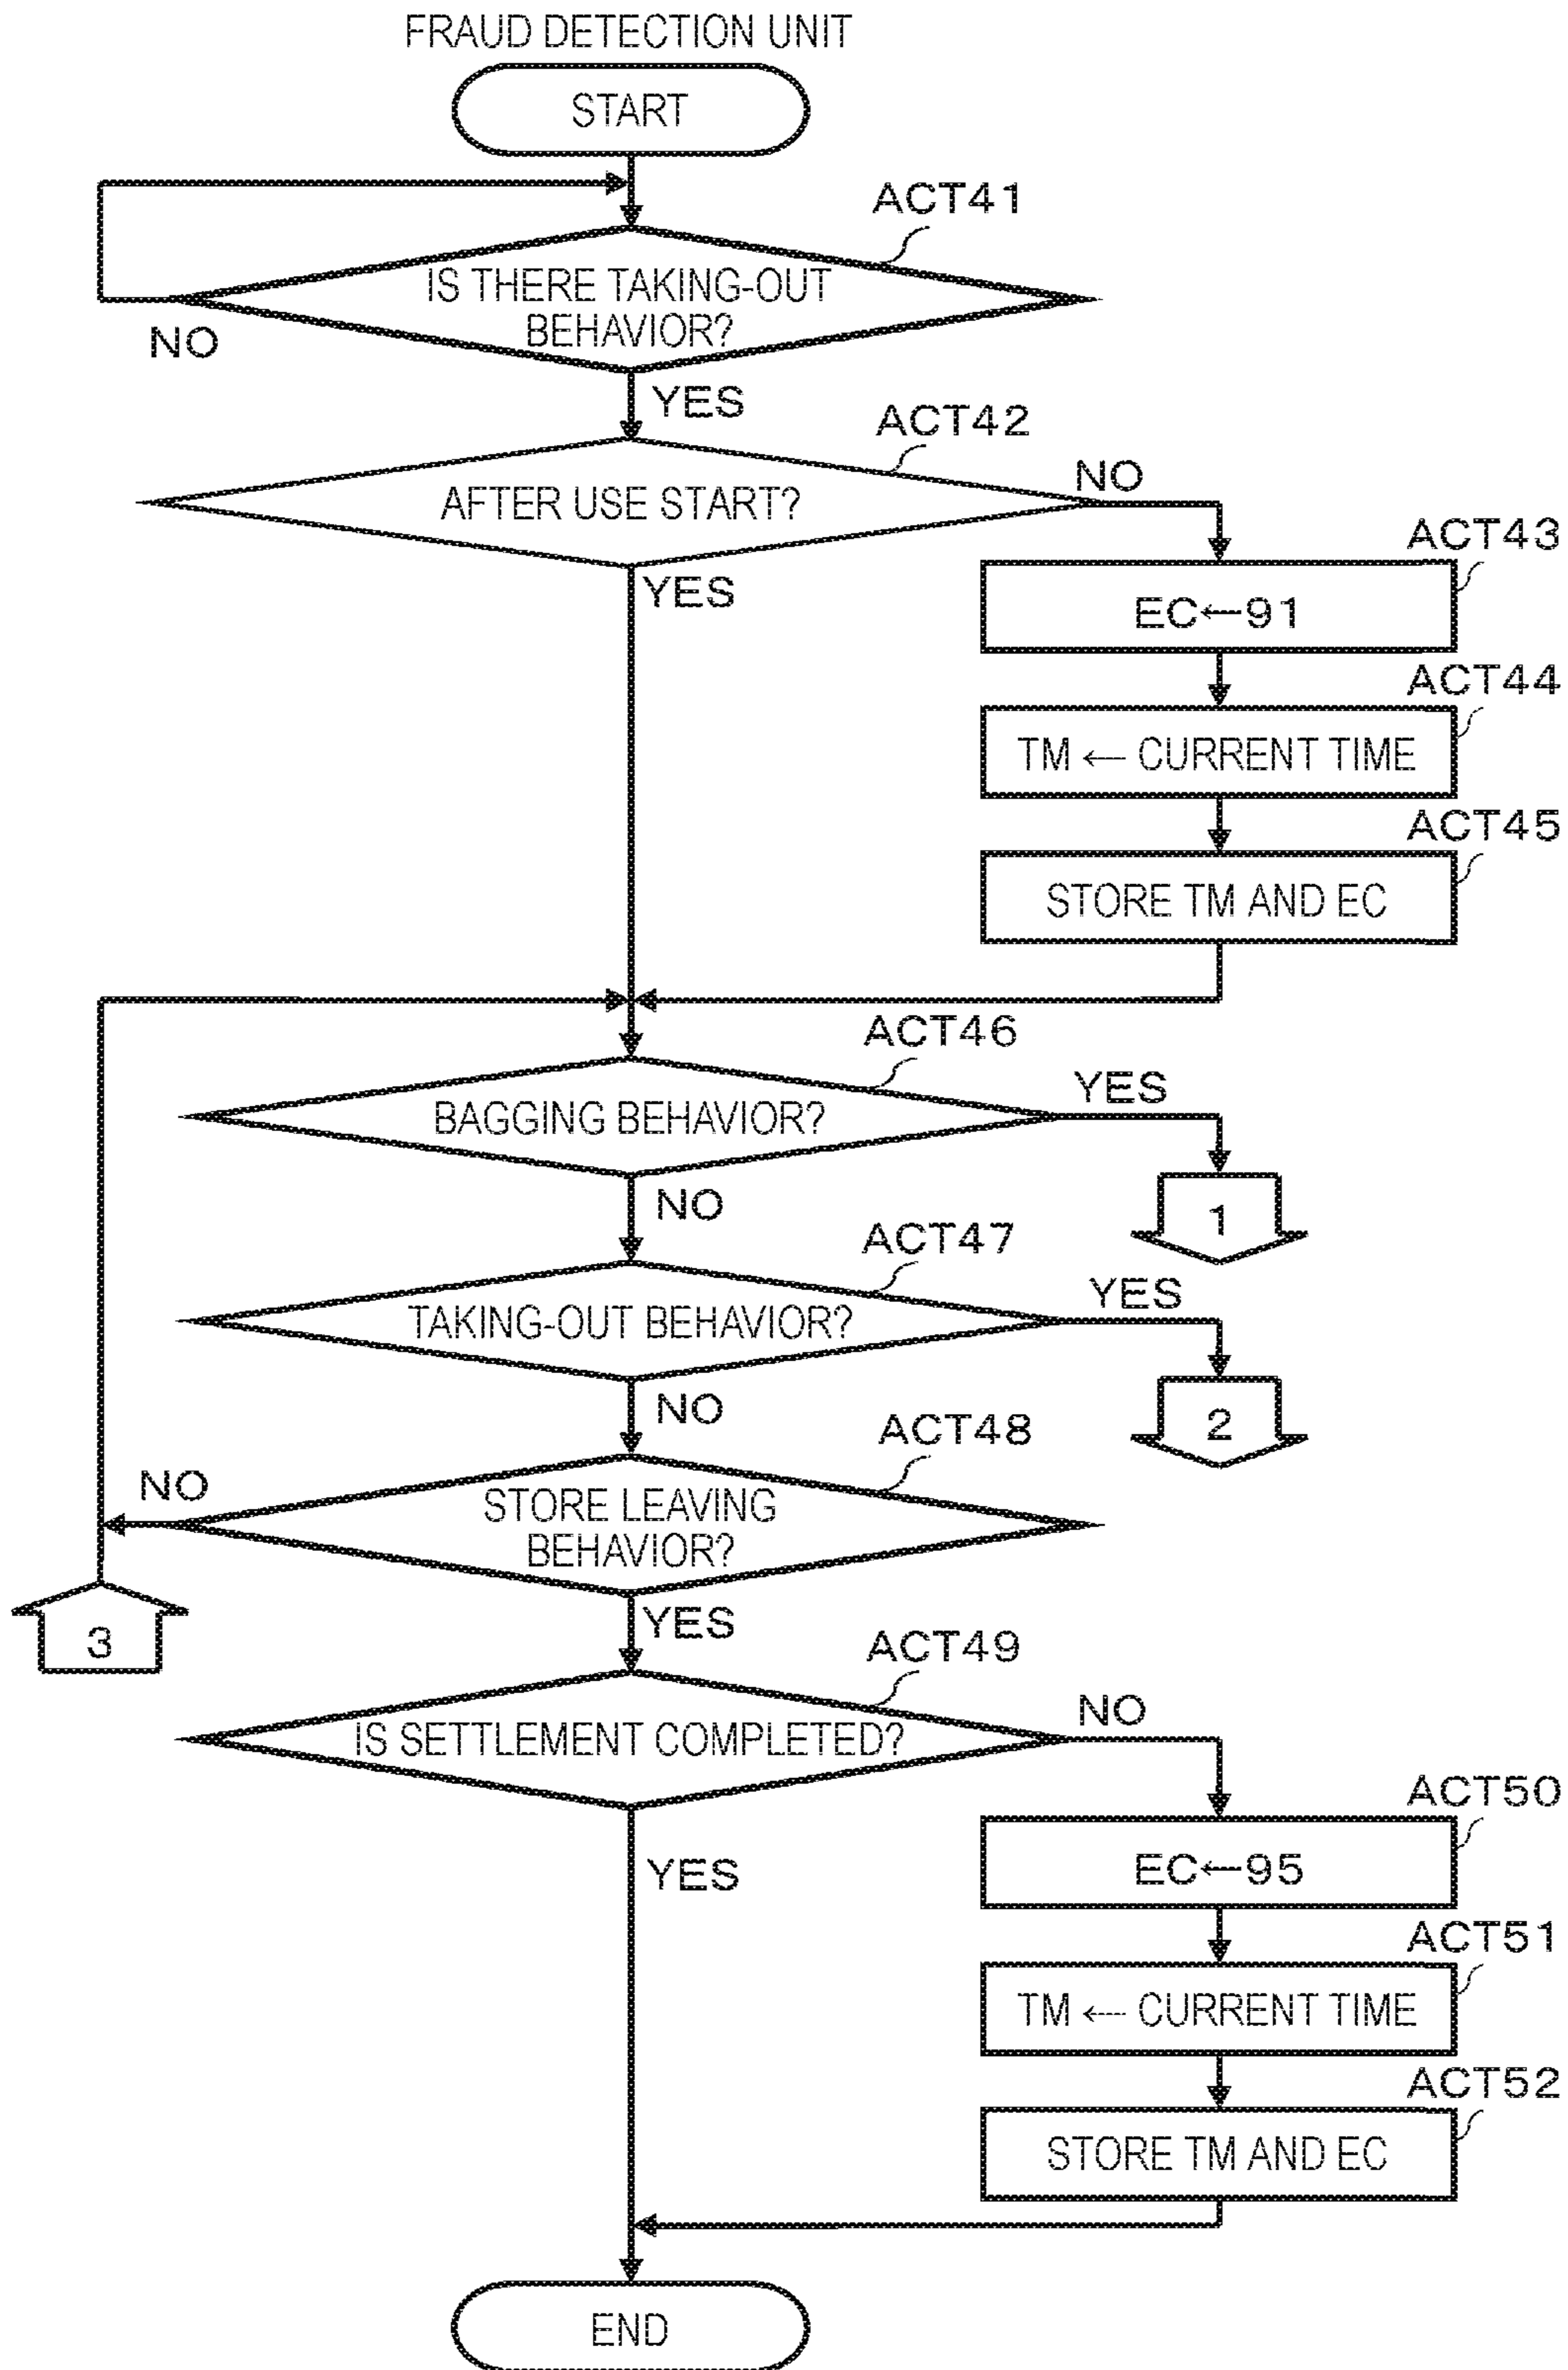 FRAUD DETECTION UNIT
START
ACT41
IS THERE TAKING-OUT
BEHAVIOR?
NO
YES
ACT42
AFTER USE START?
NO
YES
ACT43
EC←91
ACT44
TM ← CURRENT TIME
ACT45
STORE TM AND EC
ACT46
BAGGING BEHAVIOR?
YES
1
NO
ACT47
TAKING-OUT BEHAVIOR?
YES
2
NO
ACT48
STORE LEAVING
BEHAVIOR?
NO
3
YES
ACT49
IS SETTLEMENT COMPLETED?
NO
YES
ACT50
EC←95
ACT51
TM ← CURRENT TIME
ACT52
STORE TM AND EC
END